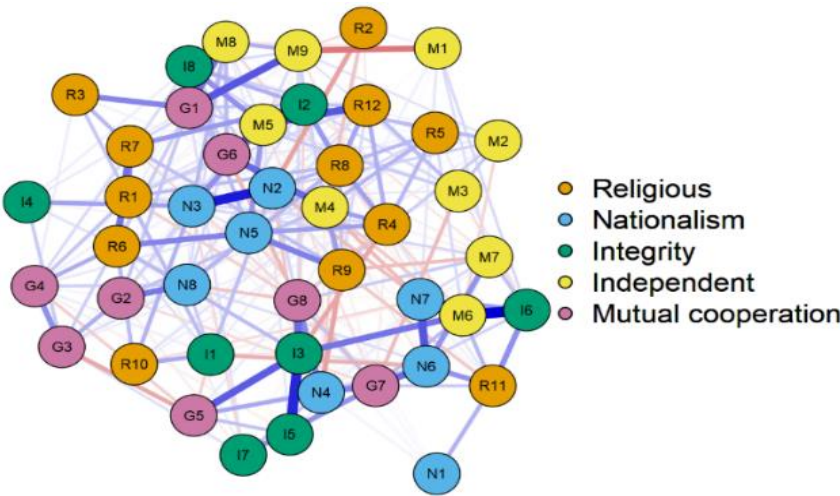 R2
M8
M9
M1
I8
R3
G1
I2
R12
M5
R5
M2
R7
G6
R8
N2
M3
R1
N3
M4
I4
N5
R4
R6
M7
R9
G4
G2
N8
G8
N7
M6
I6
G3
R10
I1
I3
N6
N4
G7
R11
G5
I5
I7
N1
Religious
Nationalism
Integrity
Independent
Mutual cooperation